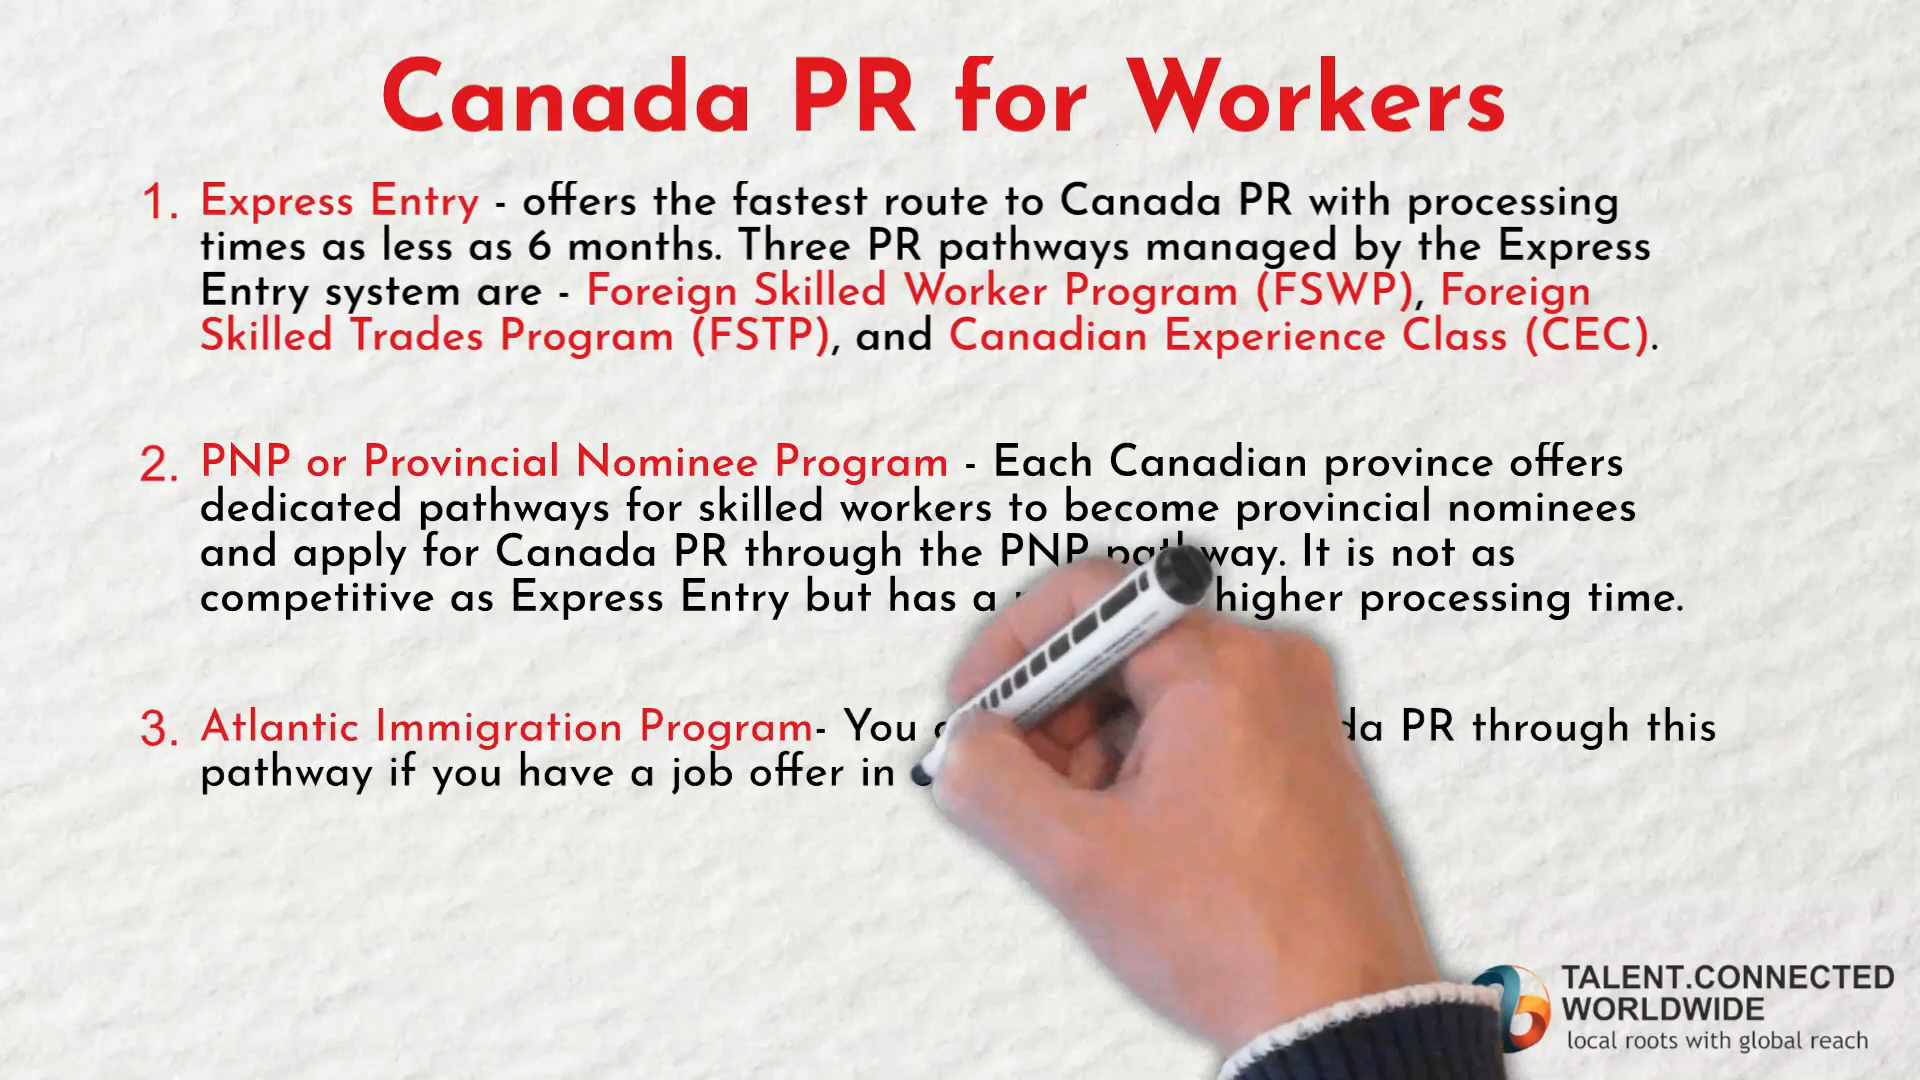 Canada PR for Workers
1. Express Entry - offers the fastest route to Canada PR with processing
times as less as 6 months. Three PR pathways managed by the Express
Entry system are - Foreign Skilled Worker Program (FSWP), Foreign
Skilled Trades Program (FSTP), and Canadian Experience Class (CEC).
2. PNP or Provincial Nominee Program - Each Canadian province offers
dedicated pathways for skilled workers to become provincial nominees
and apply for Canada PR through the PNP pathway. It is not as
competitive as Express Entry but has a higher processing time.
3. Atlantic Immigration Program- You PR through this
pathway if you have a job offer in
TALENT.CONNECTED
WORLDWIDE
local roots with global reach